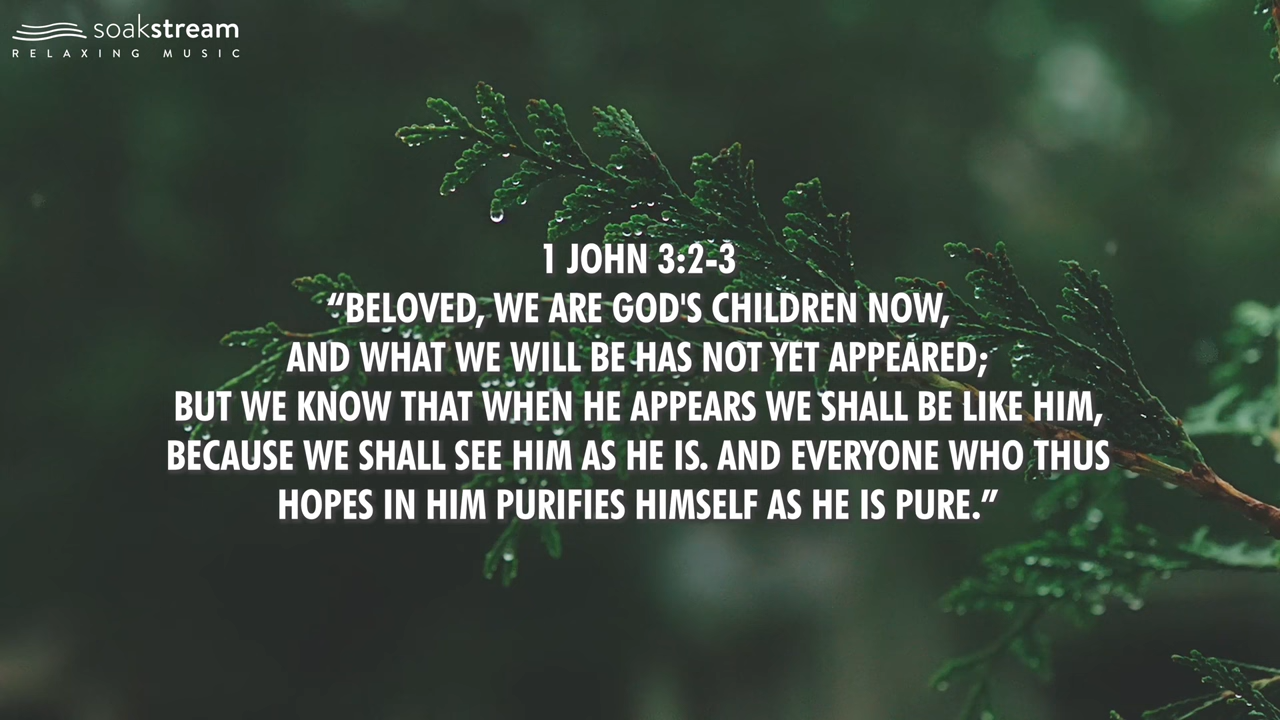 soakstream
RELAXING MUSIC
1 JOHN 3:2-3
“BELOVED, WE ARE GOD'S CHILDREN NOW,
AND WHAT WE WILL BE HAS NOT YET APPEARED;
BUT WE KNOW THAT WHEN HE APPEARS WE SHALL BE LIKE HIM,
BECAUSE WE SHALL SEE HIM AS HE IS. AND EVERYONE WHO THUS
HOPES IN HIM PURIFIES HIMSELF AS HE IS PURE.”